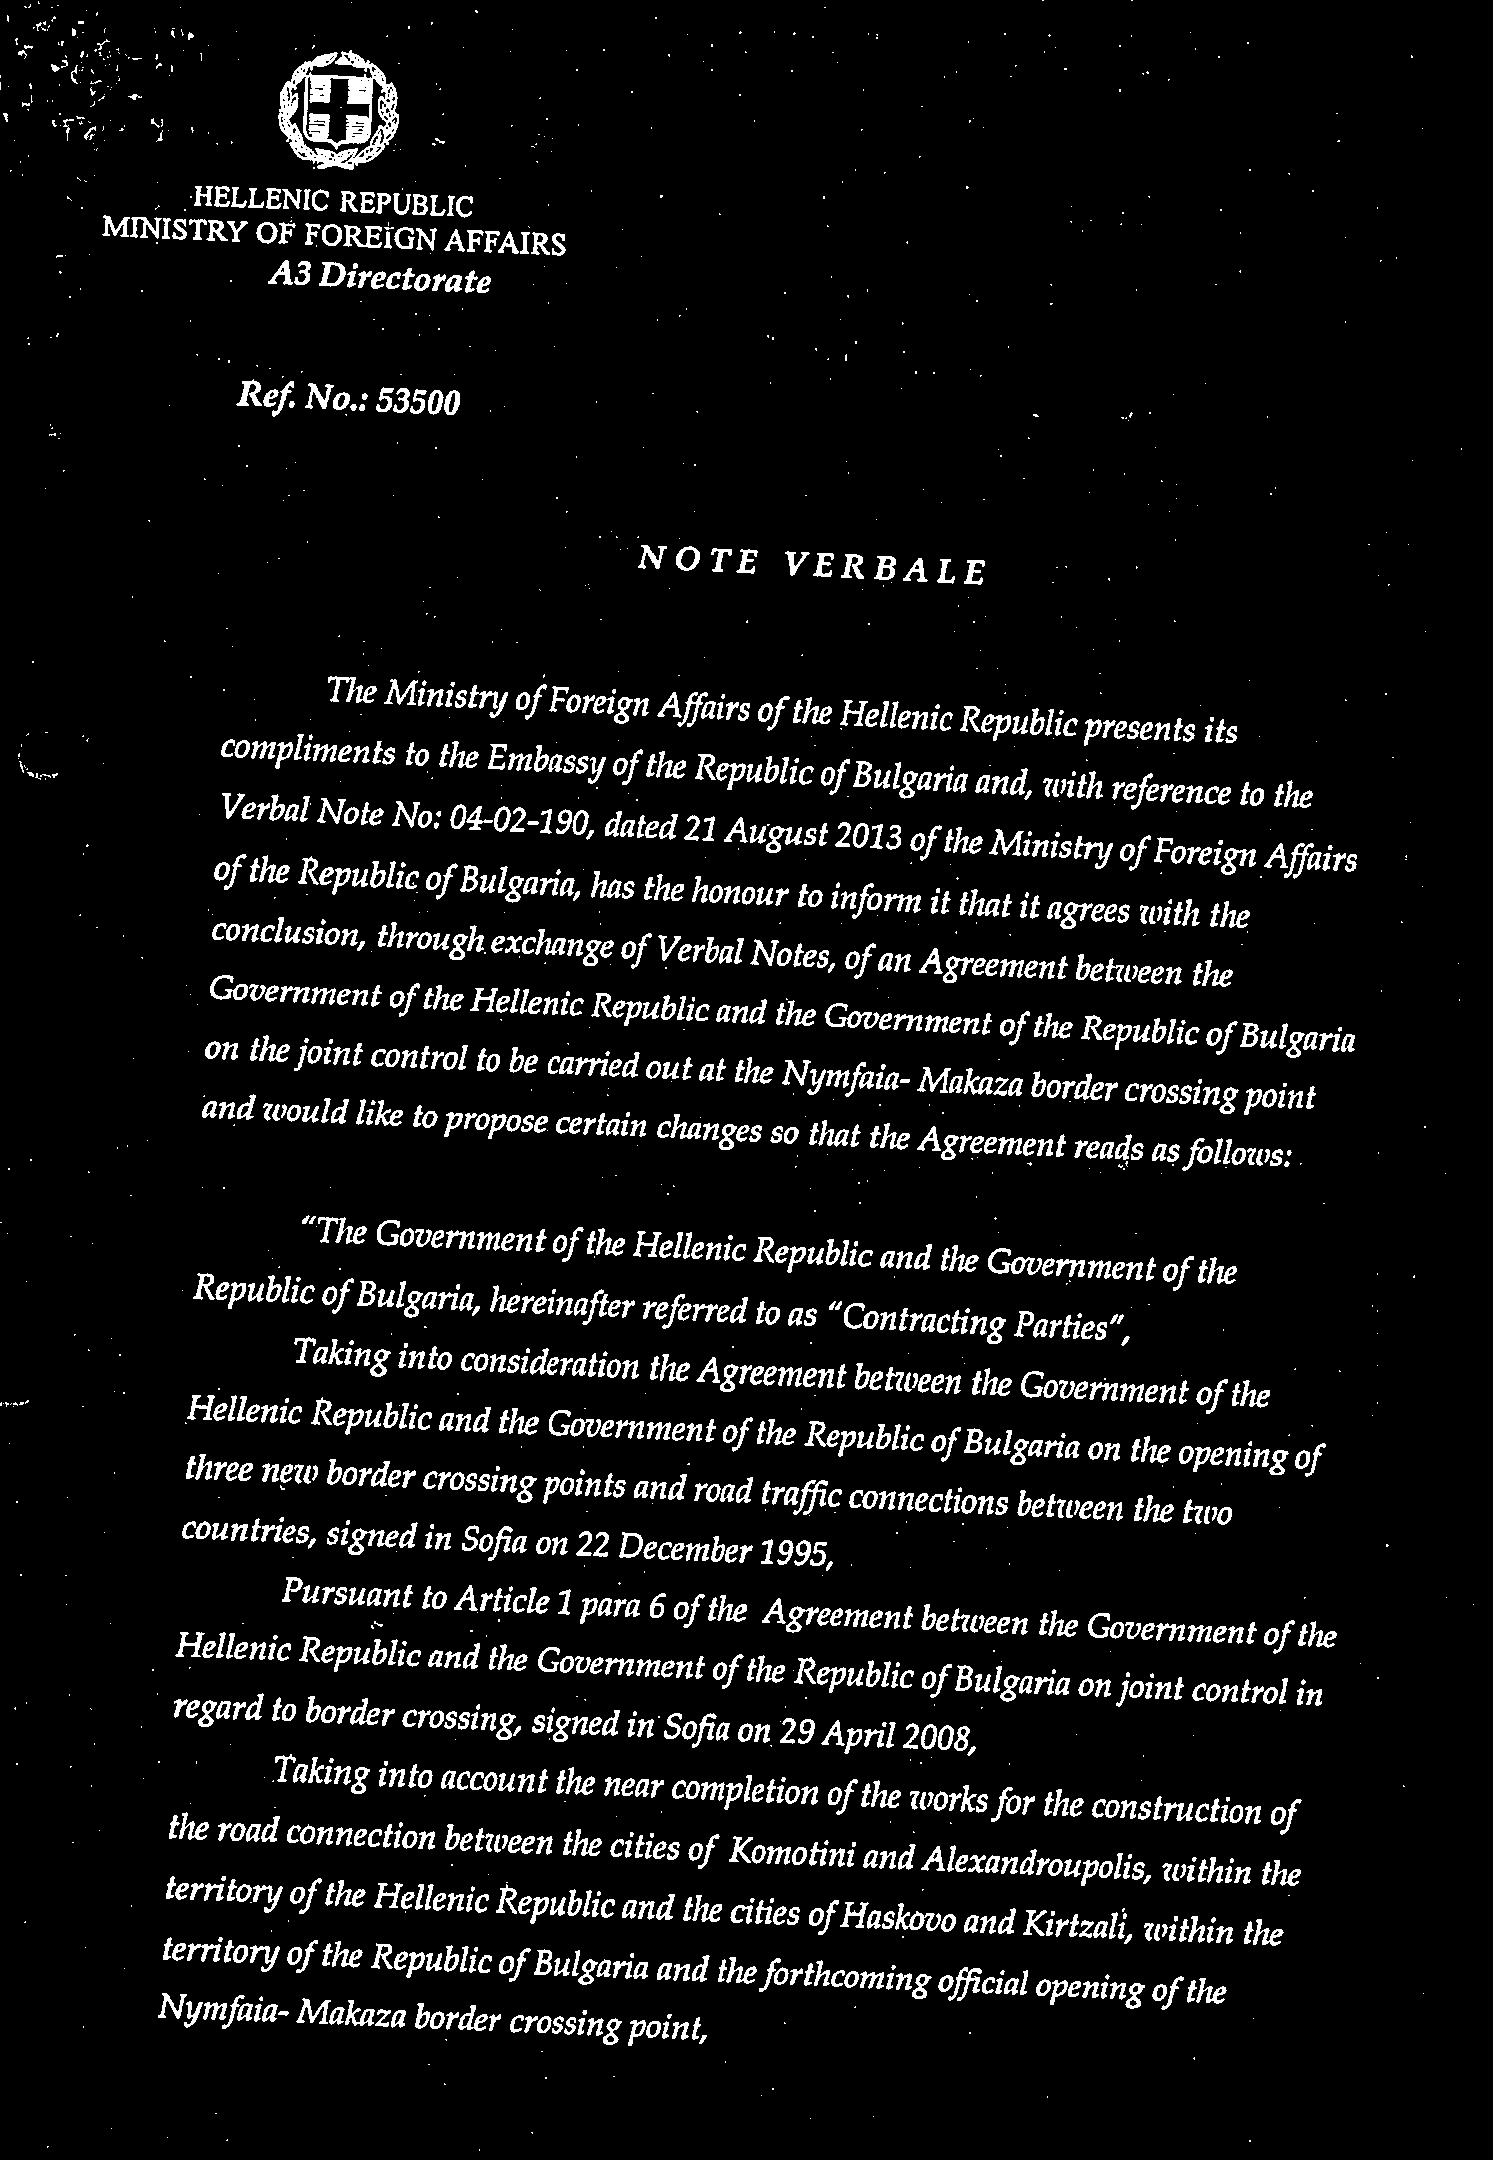 HELLENIC REPUBLIC
MINISTRY OF FOREIGN AFFAIRS
A3 Directorate
Ref. No.: 53500
NOTE VERBALE
The Ministry of Foreign Affairs of the Hellenic Republic presents its
compliments to the Embassy of the Republic of Bulgaria and, with reference to the
Verbal Note No: 04-02-190, dated 21 August 2013 of the Ministry of Foreign Affairs
of the Republic of Bulgaria, has the honour to inform it that it agrees with the
conclusion, through exchange of Verbal Notes, of an Agreement between the
Government of the Hellenic Republic and the Government of the Republic of Bulgaria
on the joint control to be carried out at the Nymfaia- Makaza border crossing point
and would like to propose certain changes so that the Agreement reads as follows:
"The Government of the Hellenic Republic and the Government of the
Republic of Bulgaria, hereinafter referred to as "Contracting Parties",
Taking into consideration the Agreement between the Government of the
Hellenic Republic and the Government of the Republic of Bulgaria on the opening of
three new border crossing points and road traffic connections between the two
countries, signed in Sofia on 22 December 1995,
Pursuant to Article 1 para 6 of the Agreement between the Government of the
Hellenic Republic and the Government of the Republic of Bulgaria on joint control in
regard to border crossing, signed in Sofia on 29 April 2008,
Taking into account the near completion of the works for the construction of
the road connection between the cities of Komotini and Alexandroupolis, within the
territory of the Hellenic Republic and the cities of Haskovo and Kirtzali, within the
territory of the Republic of Bulgaria and the forthcoming official opening of the
Nymfaia- Makaza border crossing point,